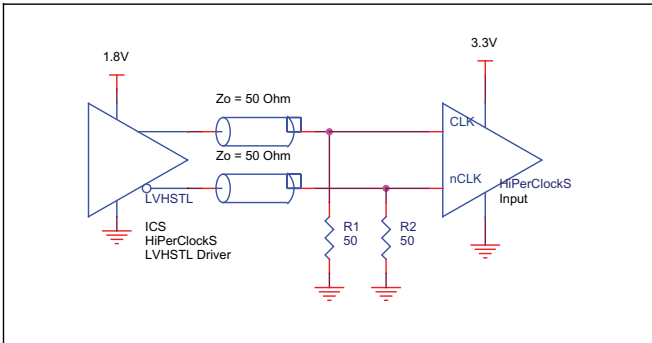 1.8V
3.3V
Zo = 50 Ohm
CLK
Zo = 50 Ohm
nCLK
HiPerClockS
Input
LVHSTL
ICS
HiPerClockS
LVHSTL Driver
R1
50
R2
50